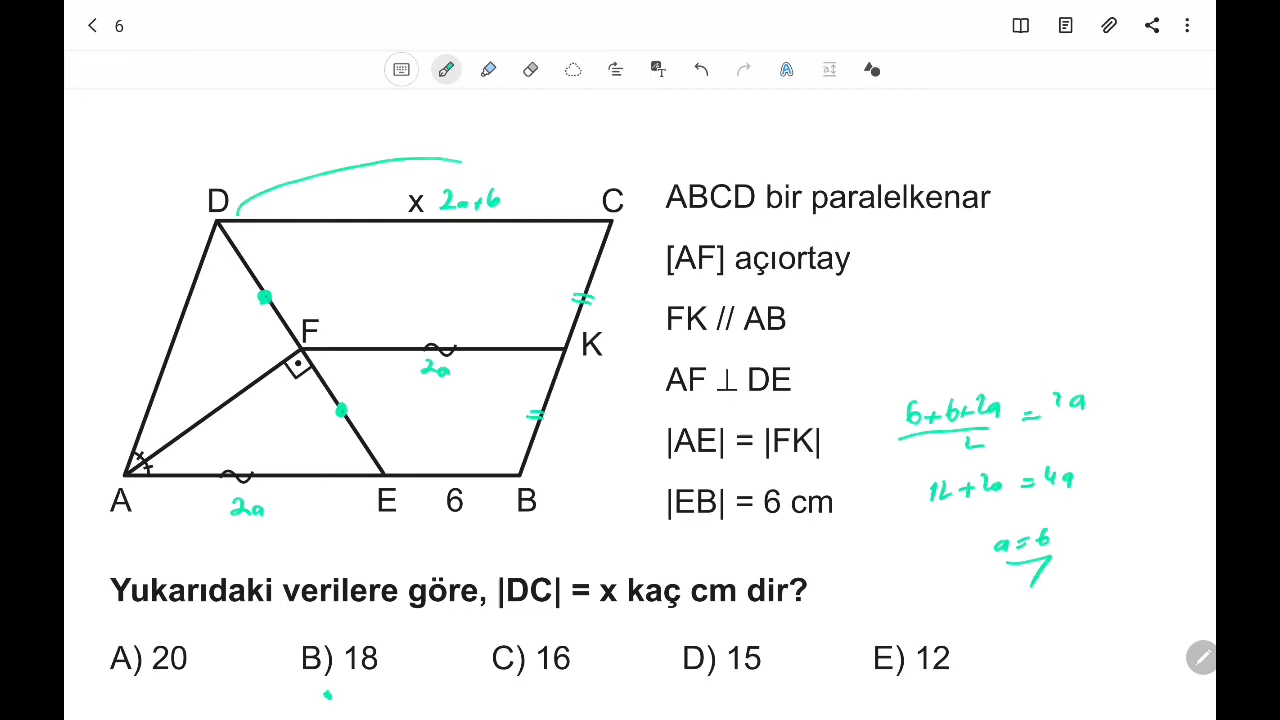 6
D x 2a+6 C
ABCD bir paralelkenar
[AF] açıortay
F K
FK // AB
2a
AF ⊥ DE
6+6+2a = 2a
2
|AE| = |FK|
12+2a = 4a
A E 6 B
2a
|EB| = 6 cm
a=6
Yukarıdaki verilere göre, |DC| = x kaç cm dir?
A) 20 B) 18 C) 16 D) 15 E) 12